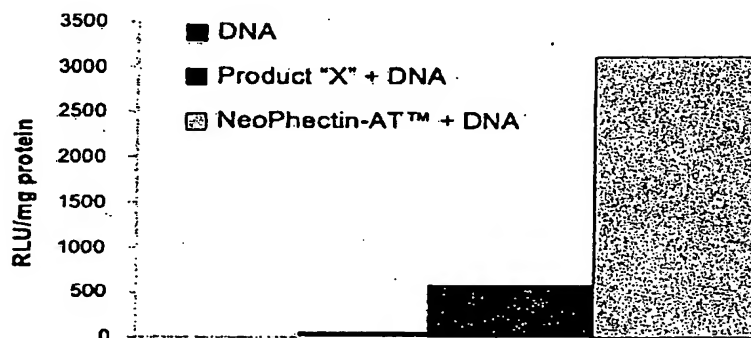 3500
3000
2500
2000
1500
1000
500
0
RLU/mg protein
DNA
Product "X" + DNA
NeoPhectin-AT™ + DNA